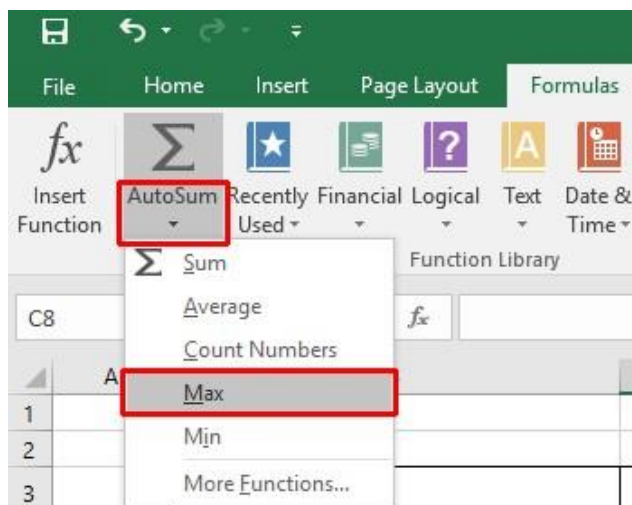 File Home Insert Page Layout Formulas
fx Σ ? A
Insert Function AutoSum Recently Used Financial Logical Text Date & Time
Function Library
Σ Sum
Average
Count Numbers
Max
Min
More Functions...
C8 fx
A
1
2
3